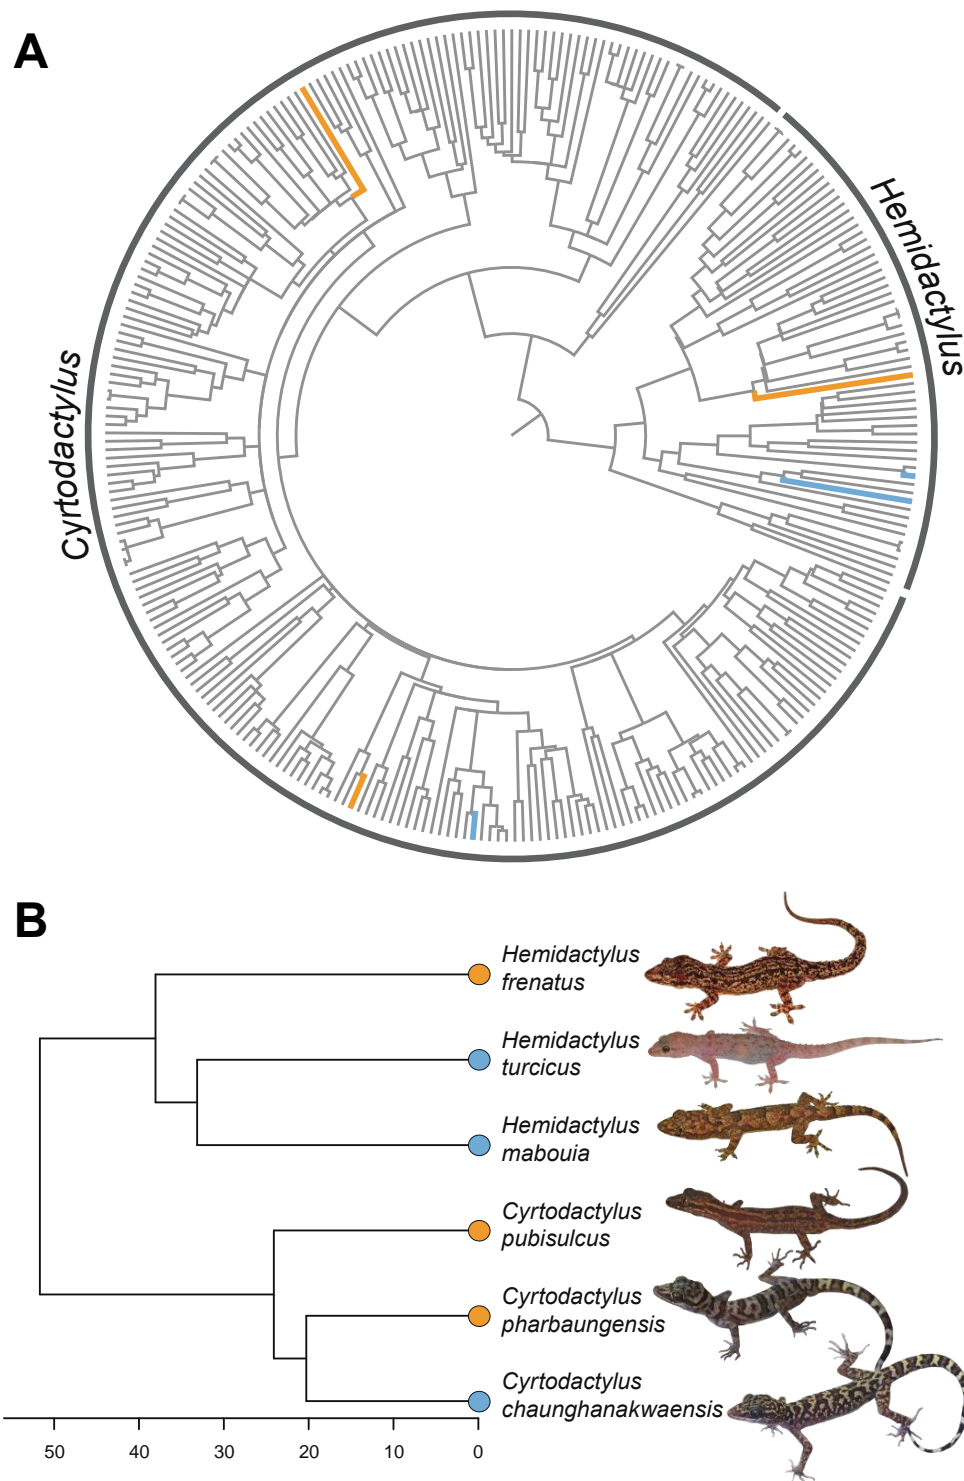 A
Hemidactylus
Cyrtodactylus
B
Hemidactylus
frenatus
Hemidactylus
turcicus
Hemidactylus
mabouia
Cyrtodactylus
pubisulcus
Cyrtodactylus
pharbaungensis
Cyrtodactylus
chaunghanakwaensis
50 40 30 20 10 0